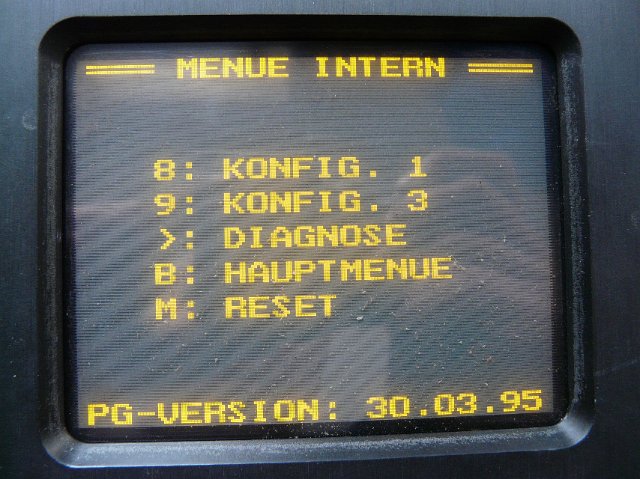 MENUE INTERN
8: KONFIG. 1
9: KONFIG. 3
>: DIAGNOSE
B: HAUPTMENUE
M: RESET
PG-VERSION: 30.03.95